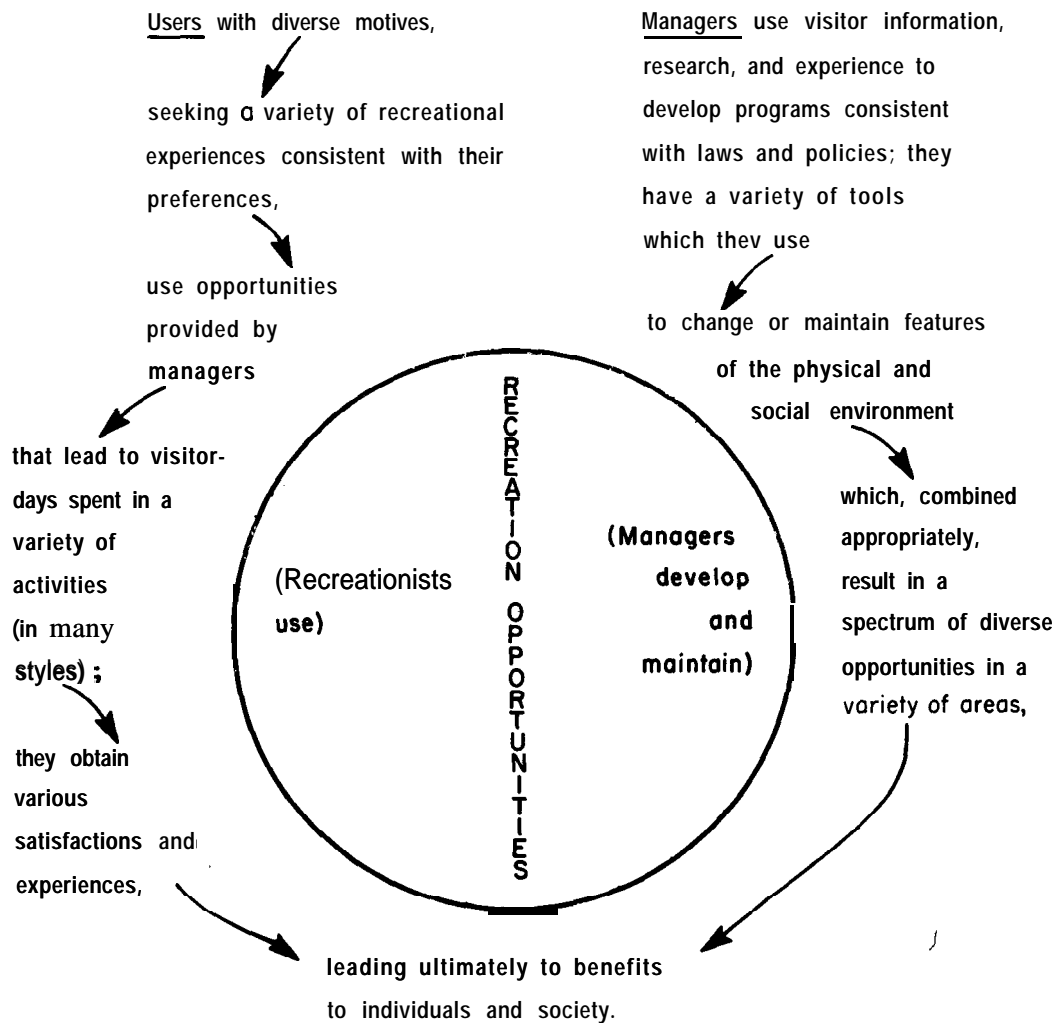 Users with diverse motives,
seeking a variety of recreational
experiences consistent with their
preferences,
use opportunities
provided by
managers
that lead to visitor-
days spent in a
variety of
activities
(in many
styles) ;
they obtain
various
satisfactions and
experiences,
Managers use visitor information,
research, and experience to
develop programs consistent
with laws and policies; they
have a variety of tools
which they use
to change or maintain features
of the physical and
social environment
which, combined
appropriately,
result in a
spectrum of diverse
opportunities in a
variety of areas,
(Recreationists
use)
RECREATION OPPORTUNITIES
(Managers
develop
and
maintain)
leading ultimately to benefits
to individuals and society.